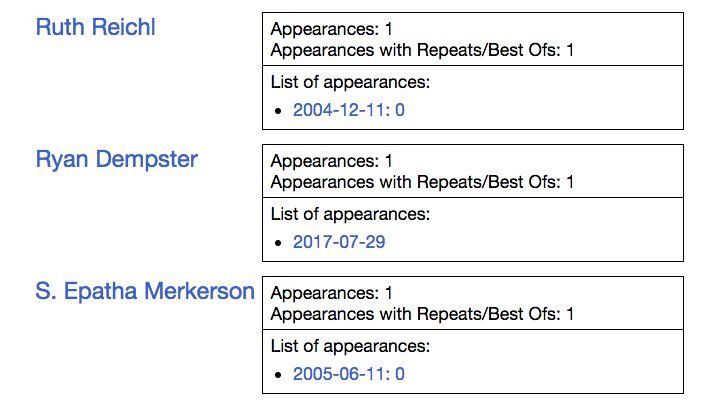 Ruth Reichl
Appearances: 1
Appearances with Repeats/Best Ofs: 1
List of appearances:
• 2004-12-11: 0
Ryan Dempster
Appearances: 1
Appearances with Repeats/Best Ofs: 1
List of appearances:
• 2017-07-29
S. Epatha Merkerson
Appearances: 1
Appearances with Repeats/Best Ofs: 1
List of appearances:
• 2005-06-11: 0